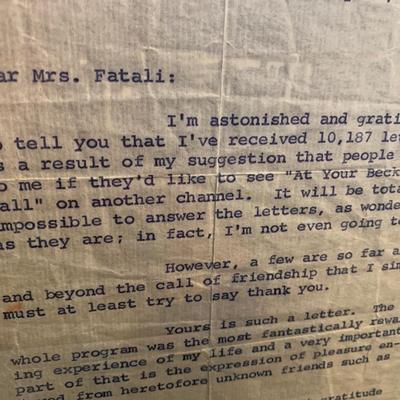 ar Mrs. Fatali:
I'm astonished and grati
o tell you that I've received 10,187 let
s a result of my suggestion that people
o me if they'd like to see "At Your Beck
all" on another channel. It will be tota
mpossible to answer the letters, as wonde
as they are; in fact, I'm not even going to
However, a few are so far a
and beyond the call of friendship that I sim
must at least try to say thank you.
Yours is such a letter. The
whole program was the most fantastically rewa
ing experience of my life and a very important
part of that is the expression of pleasure en-
from heretofore unknown friends such as
gratitude